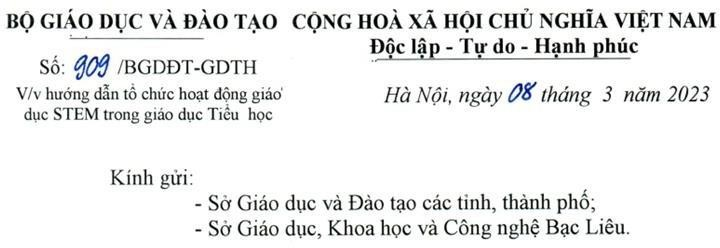 BỘ GIÁO DỤC VÀ ĐÀO TẠO
CỘNG HOÀ XÃ HỘI CHỦ NGHĨA VIỆT NAM
Độc lập - Tự do - Hạnh phúc
Số: 909 /BGDĐT-GDTH
V/v hướng dẫn tổ chức hoạt động giáo
dục STEM trong giáo dục Tiểu học
Hà Nội, ngày 08 tháng 3 năm 2023
Kính gửi:
- Sở Giáo dục và Đào tạo các tỉnh, thành phố;
- Sở Giáo dục, Khoa học và Công nghệ Bạc Liêu.